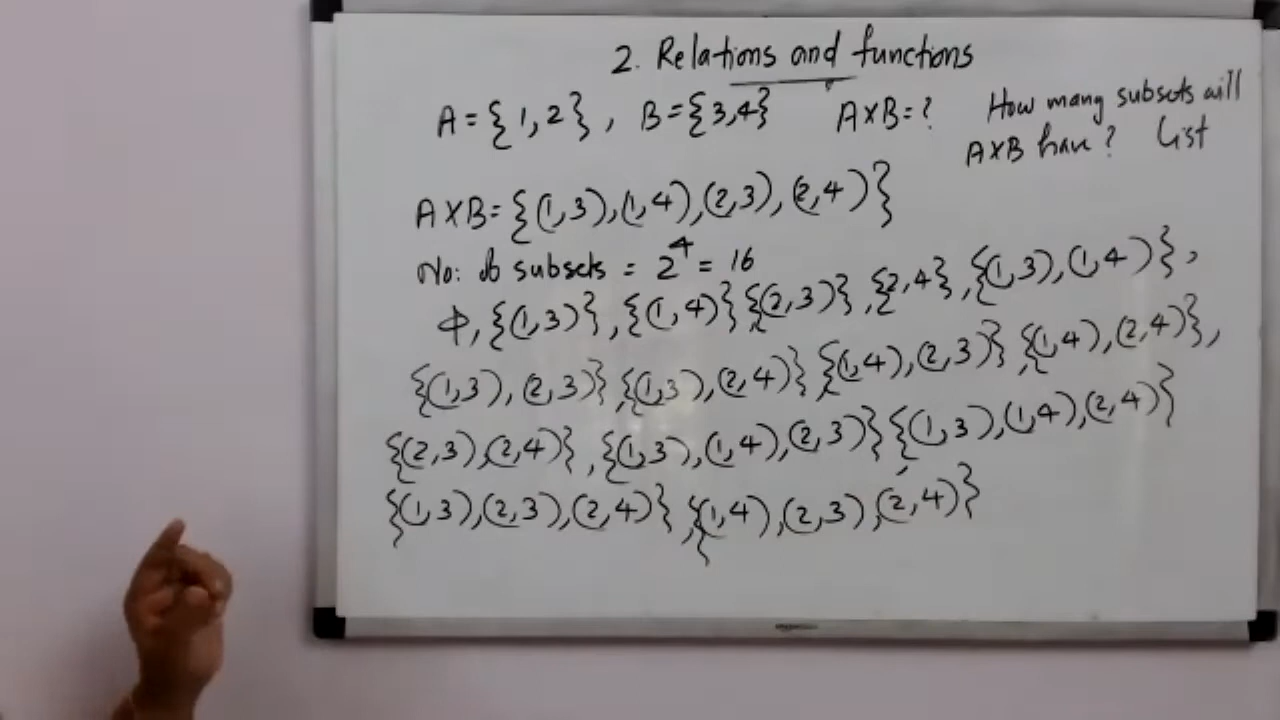 2. Relations and functions
A = {1,2}, B={3,4} A×B=? How many subsets will
A×B have? List
A×B={(1,3),(1,4),(2,3),(2,4)}
No: of subsets = 2⁴ = 16
ϕ, {(1,3)}, {(1,4)} {(2,3)}, {2,4}, {(1,3),(1,4)},
{(1,3),(2,3)}, {(1,3),(2,4)} {(1,4),(2,3)}, {(1,4),(2,4)},
{(2,3),(2,4)}, {(1,3),(1,4),(2,3)}, {(1,3),(1,4),(2,4)}
{(1,3),(2,3),(2,4)}, {(1,4),(2,3),(2,4)}